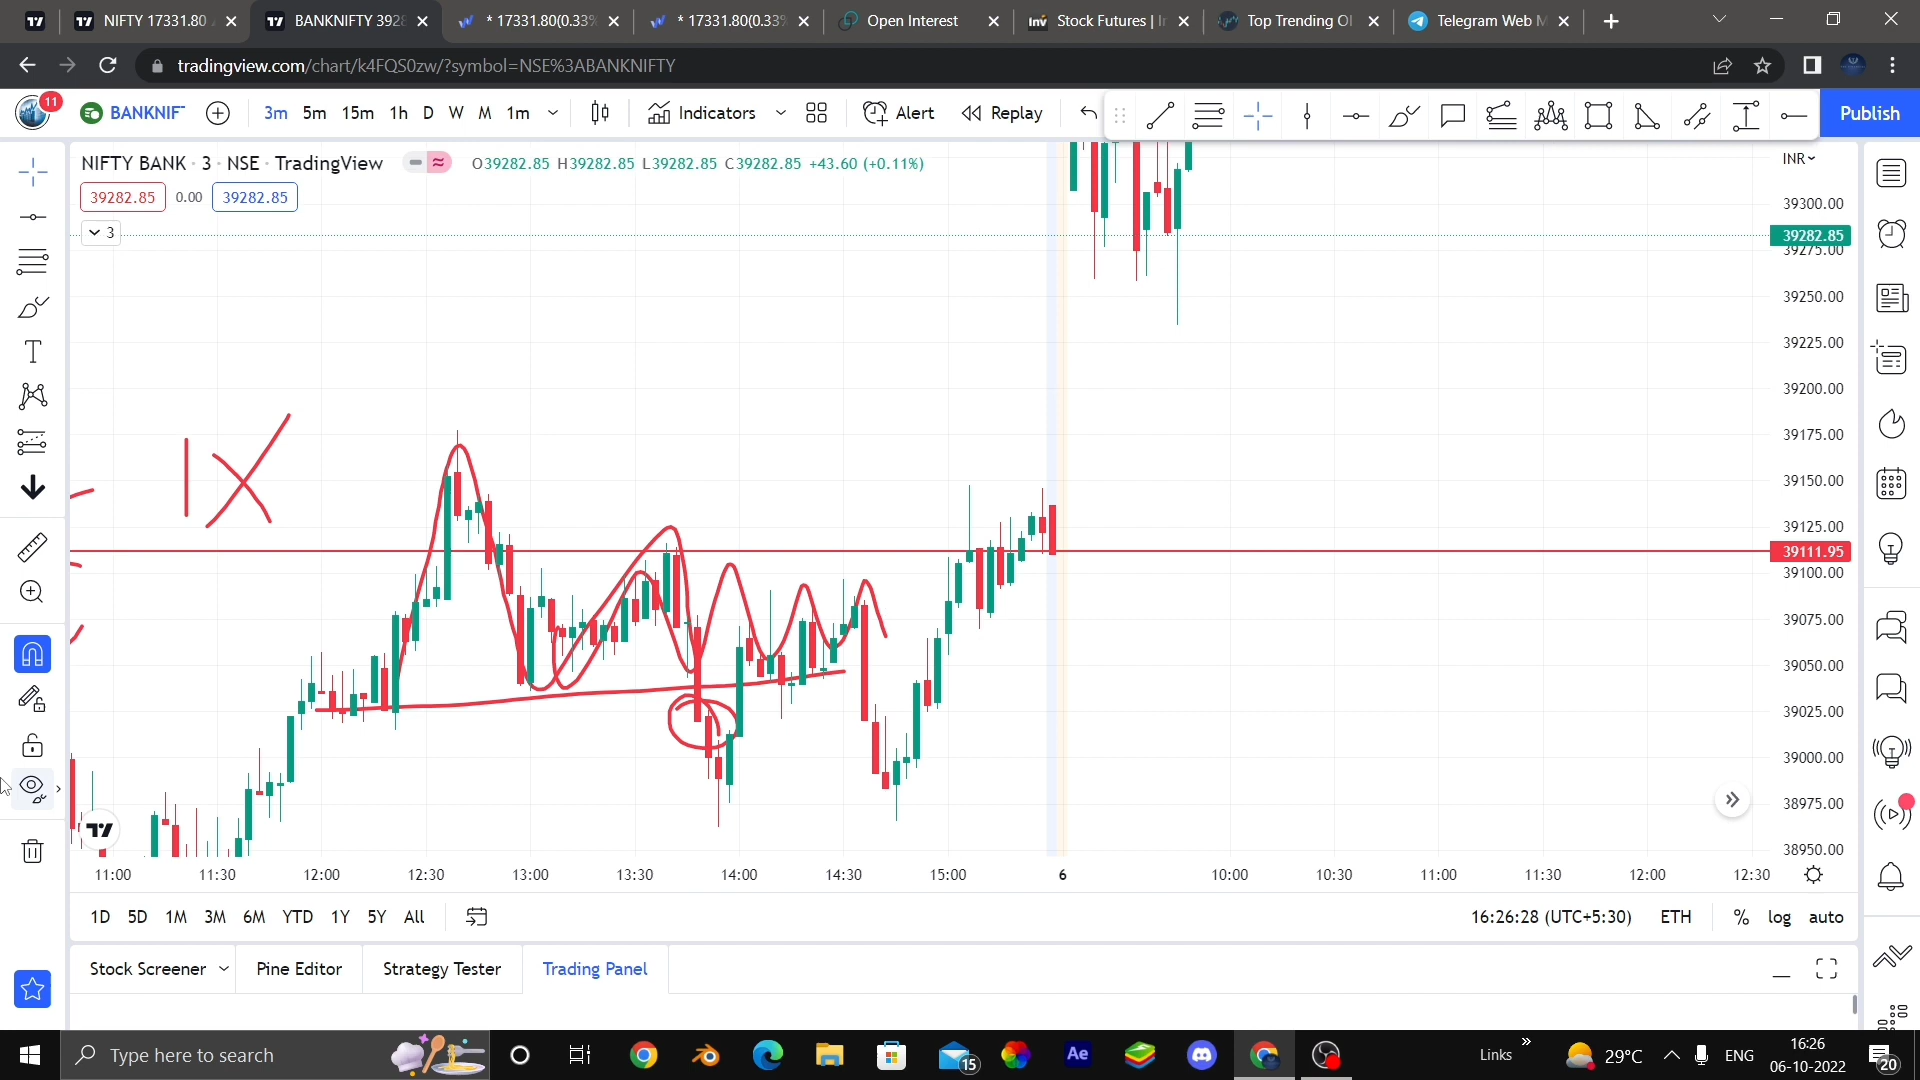 NIFTY 17331.80
BANKNIFTY 3928
* 17331.80(0.33%
* 17331.80(0.33%
Open Interest
Inv Stock Futures | In
Top Trending OI
Telegram Web
tradingview.com/chart/k4FQS0zw/?symbol=NSE%3ABANKNIFTY
11
BANKNIF
3m 5m 15m 1h D W M 1m
Indicators
Alert
Replay
Publish
NIFTY BANK · 3 · NSE · TradingView
O39282.85 H39282.85 L39282.85 C39282.85 +43.60 (+0.11%)
39282.85 0.00 39282.85
3
INR
39300.00
39282.85
39275.00
39250.00
39225.00
39200.00
39175.00
39150.00
39125.00
39111.95
39100.00
39075.00
39050.00
39025.00
39000.00
38975.00
38950.00
1X
11:00 11:30 12:00 12:30 13:00 13:30 14:00 14:30 15:00 6 10:00 10:30 11:00 11:30 12:00 12:30
1D 5D 1M 3M 6M YTD 1Y 5Y All
16:26:28 (UTC+5:30) ETH % log auto
Stock Screener Pine Editor Strategy Tester Trading Panel
Type here to search
15
Ae
Links
29°C
ENG
16:26
06-10-2022
20